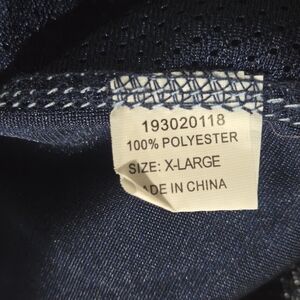 193020118
100% POLYESTER
SIZE: X-LARGE
ADE IN CHINA